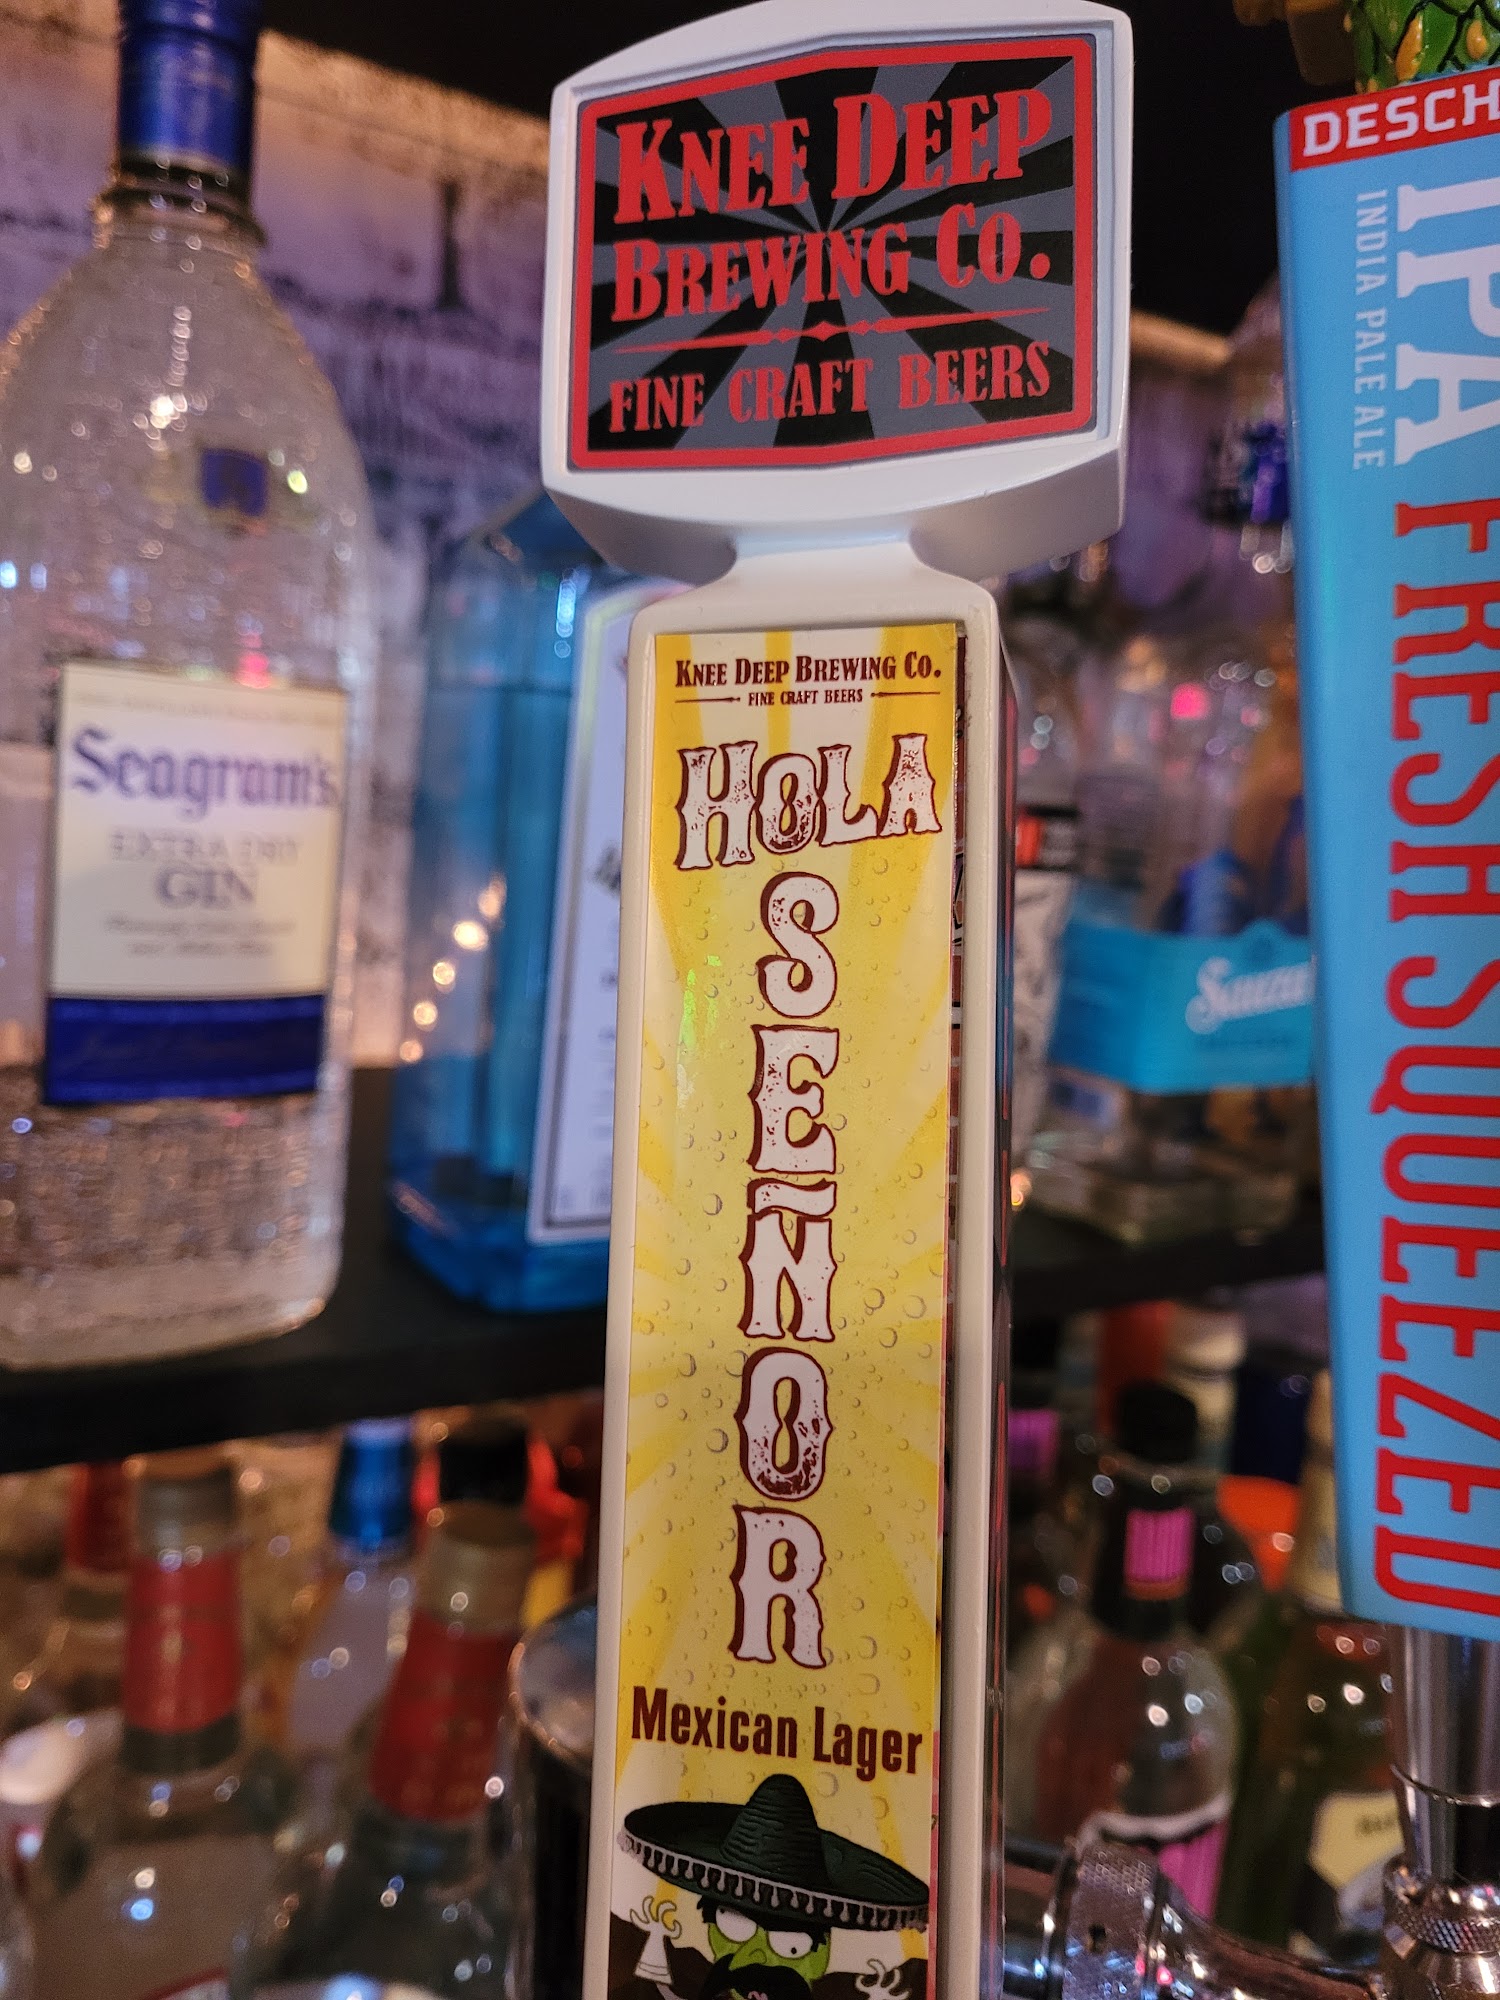 KNEE DEEP
BREWING CO.
FINE CRAFT BEERS
KNEE DEEP BREWING CO.
FINE CRAFT BEERS
HOLA
SEÑOR
Mexican Lager
Seagram's
EXTRA DRY
GIN
Sauza
DESCH
IPA
INDIA PALE ALE
FRESH SQUEEZED